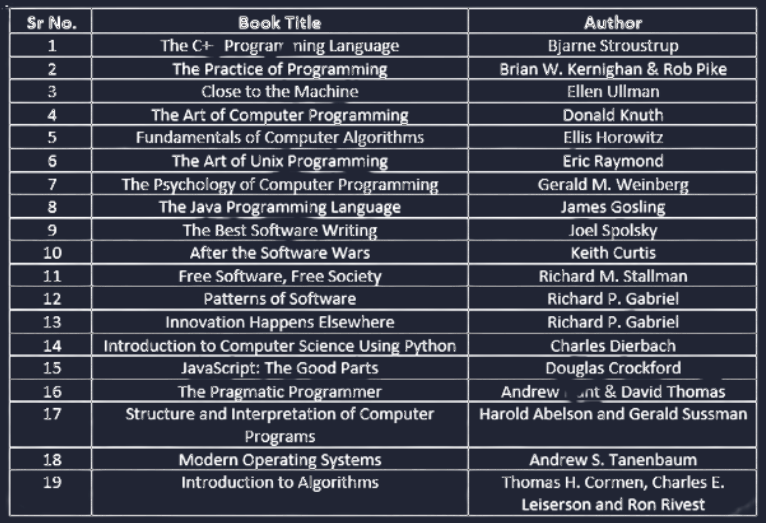 Sr No. Book Title Author
1 The C+ Programming Language Bjarne Stroustrup
2 The Practice of Programming Brian W. Kernighan & Rob Pike
3 Close to the Machine Ellen Ullman
4 The Art of Computer Programming Donald Knuth
5 Fundamentals of Computer Algorithms Ellis Horowitz
6 The Art of Unix Programming Eric Raymond
7 The Psychology of Computer Programming Gerald M. Weinberg
8 The Java Programming Language James Gosling
9 The Best Software Writing Joel Spolsky
10 After the Software Wars Keith Curtis
11 Free Software, Free Society Richard M. Stallman
12 Patterns of Software Richard P. Gabriel
13 Innovation Happens Elsewhere Richard P. Gabriel
14 Introduction to Computer Science Using Python Charles Dierbach
15 JavaScript: The Good Parts Douglas Crockford
16 The Pragmatic Programmer Andrew & David Thomas
17 Structure and Interpretation of Computer Harold Abelson and Gerald Sussman
Programs
18 Modern Operating Systems Andrew S. Tanenbaum
19 Introduction to Algorithms Thomas H. Cormen, Charles E.
Leiserson and Ron Rivest